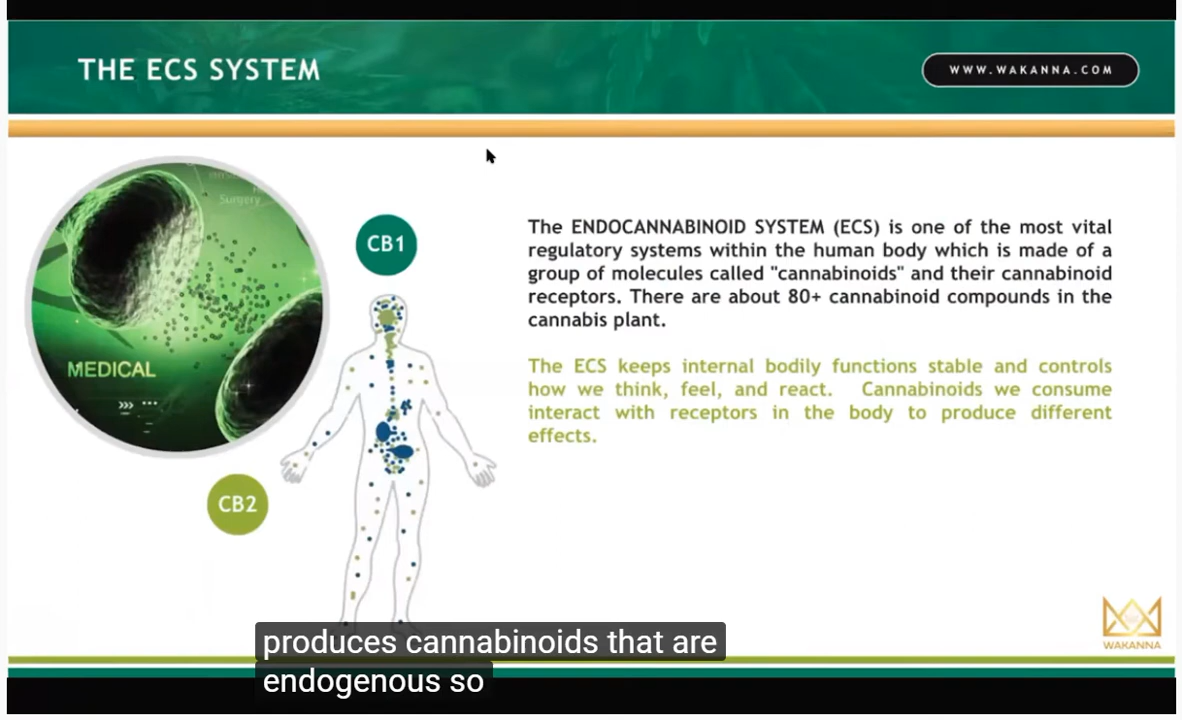 THE ECS SYSTEM
WWW.WAKANNA.COM
Surgery
MEDICAL
CB1
CB2
The ENDOCANNABINOID SYSTEM (ECS) is one of the most vital
regulatory systems within the human body which is made of a
group of molecules called "cannabinoids" and their cannabinoid
receptors. There are about 80+ cannabinoid compounds in the
cannabis plant.
The ECS keeps internal bodily functions stable and controls
how we think, feel, and react. Cannabinoids we consume
interact with receptors in the body to produce different
effects.
WAKANNA
produces cannabinoids that are
endogenous so